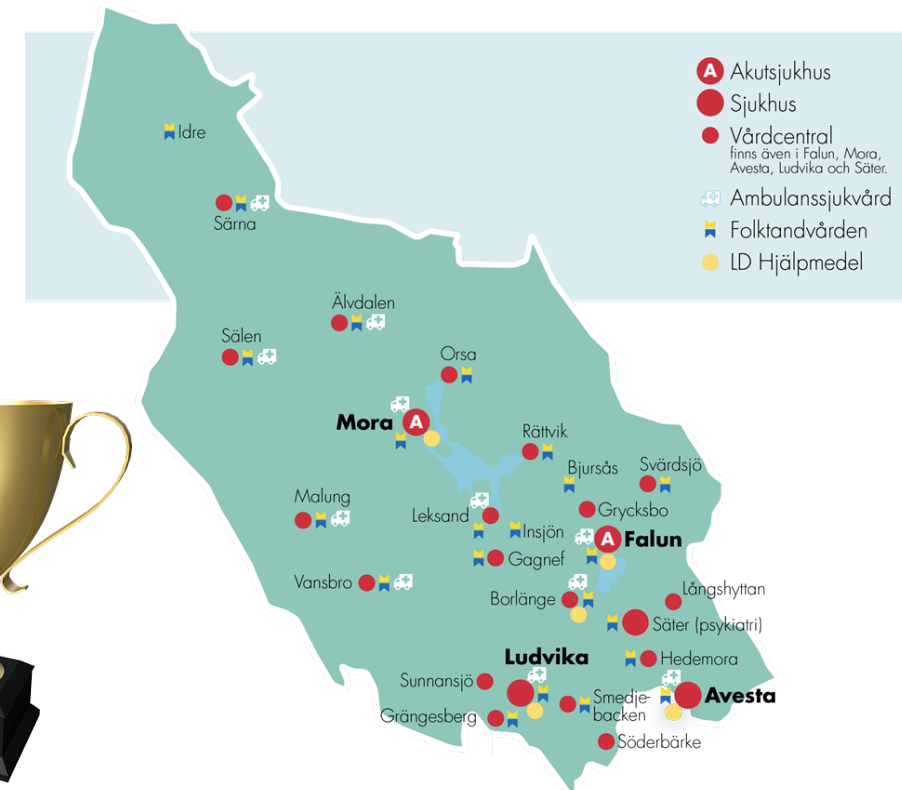 A Akutsjukhus
Sjukhus
Vårdcentral
finns även i Falun, Mora,
Avesta, Ludvika och Säter.
Ambulanssjukvård
Folktandvården
LD Hjälpmedel
Idre
Särna
Älvdalen
Sälen
Orsa
Mora A
Rättvik
Bjursås
Svärdsjö
Malung
Leksand
Grycksbo
Insjön
A Falun
Gagnef
Vansbro
Långshyttan
Borlänge
Säter (psykiatri)
Ludvika
Hedemora
Sunnansjö
Avesta
Smedje-
backen
Grängesberg
Söderbärke